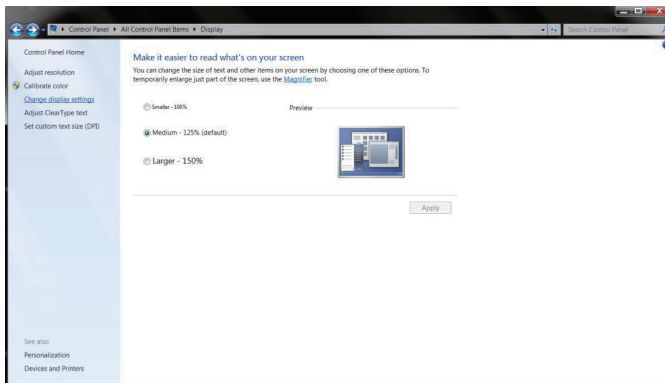 Control Panel ▸ All Control Panel Items ▸ Display
Search Control Panel
Control Panel Home
Adjust resolution
Calibrate color
Change display settings
Adjust ClearType text
Set custom text size (DPI)
See also
Personalization
Devices and Printers
Make it easier to read what's on your screen
You can change the size of text and other items on your screen by choosing one of these options. To
temporarily enlarge just part of the screen, use the Magnifier tool.
Smaller - 100%
Preview
Medium - 125% (default)
Larger - 150%
Apply